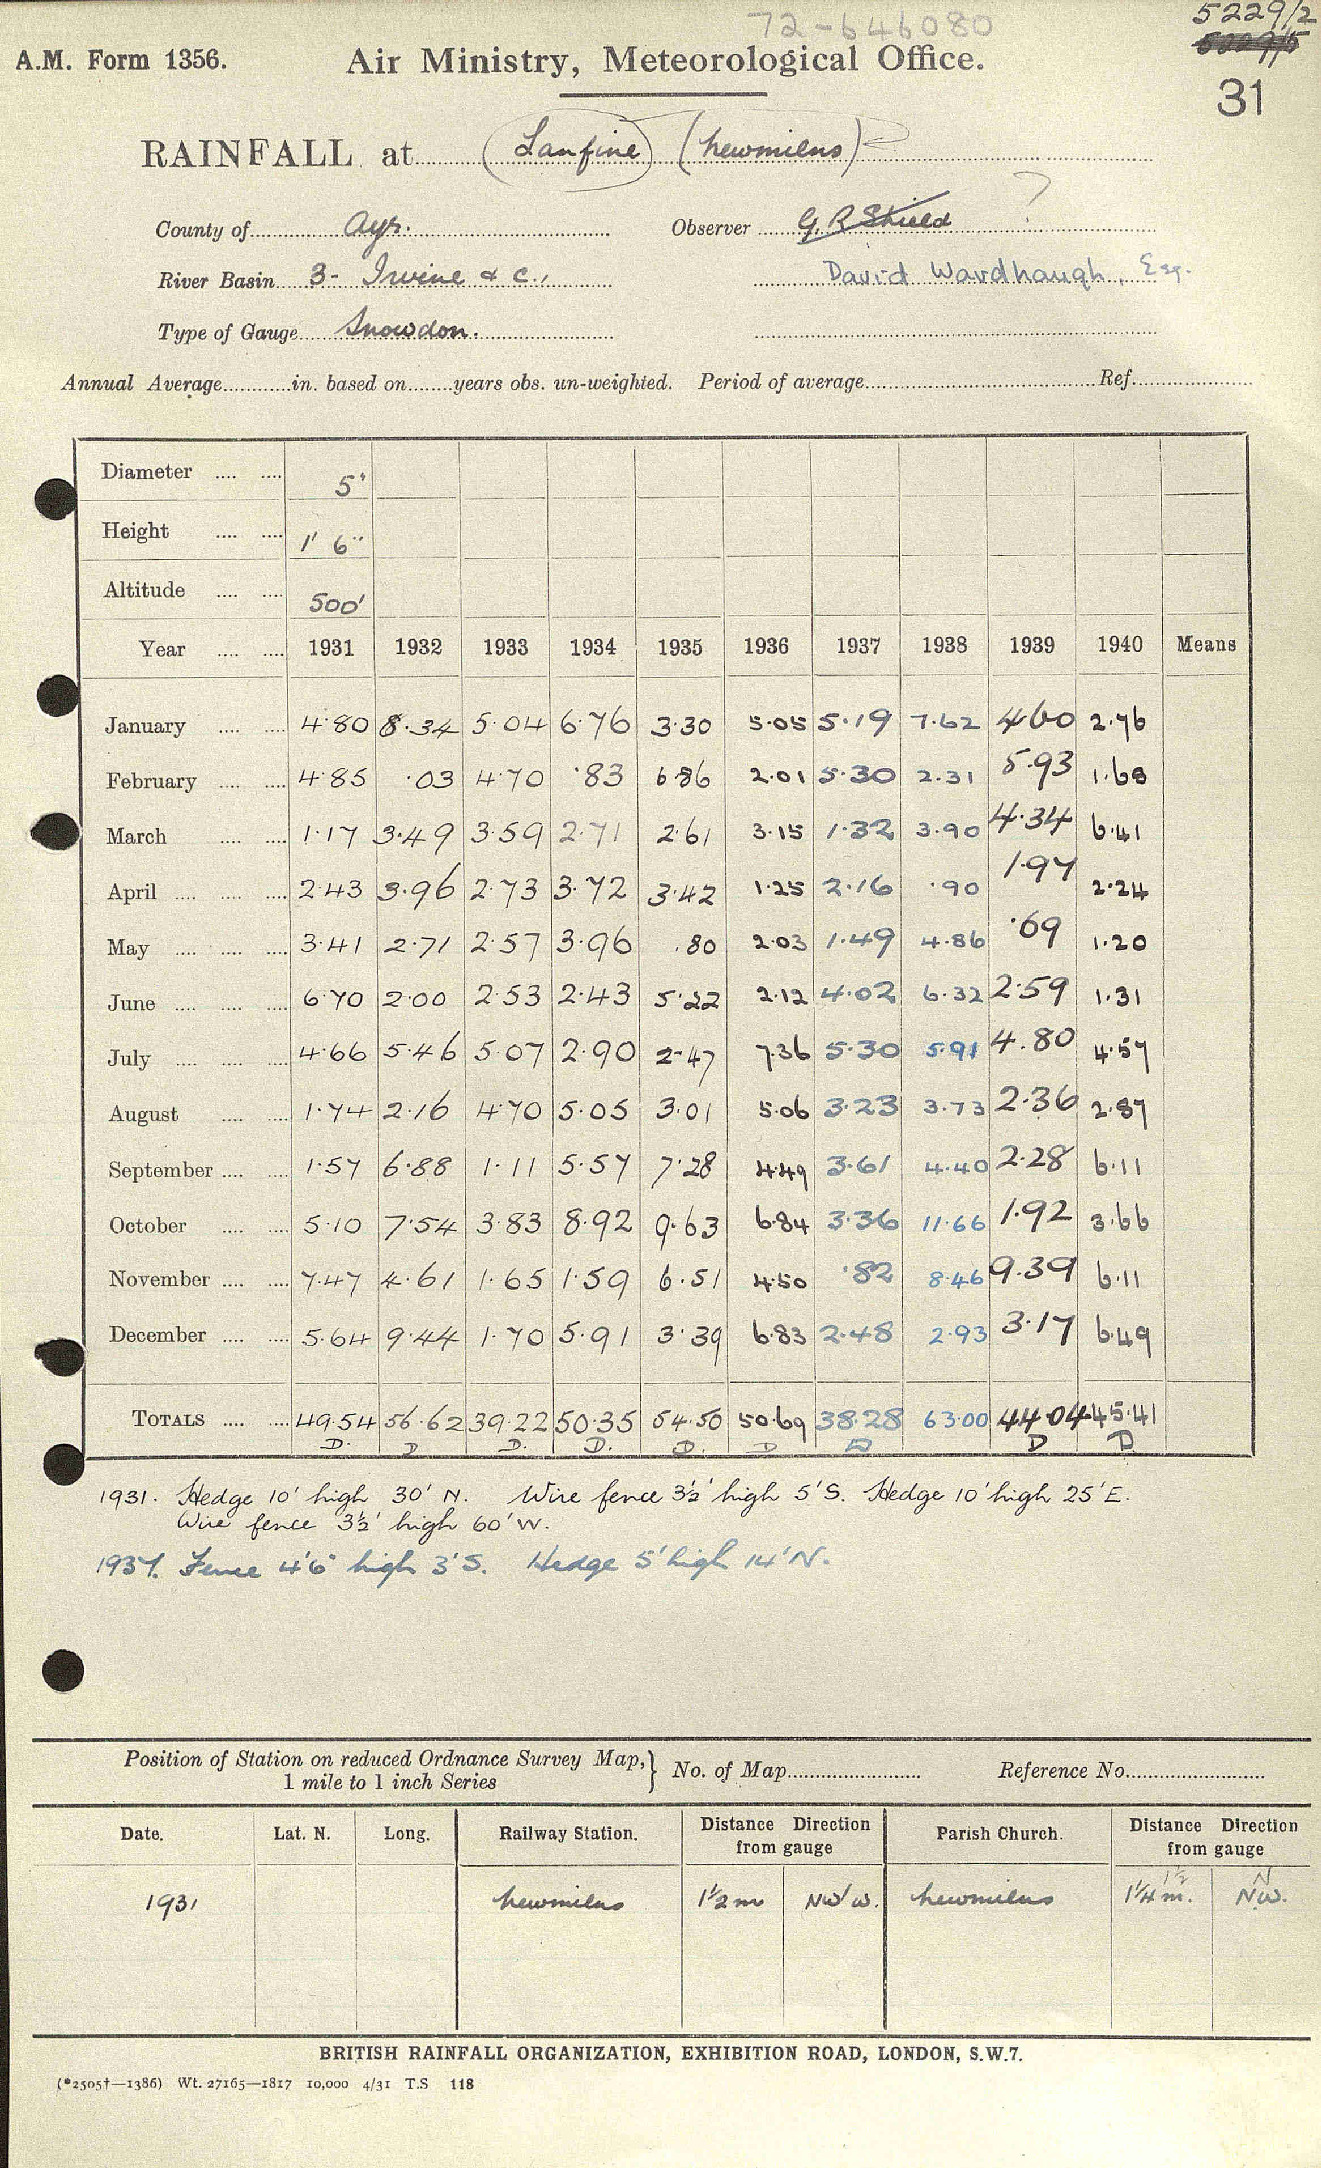 72-646080
5229/2
A.M. Form 1356.
Air Ministry, Meteorological Office.
31
RAINFALL at (Lanfine) (Newmilns)
County of Ayr. Observer G. R Shield ?
River Basin 3- Irvine & c., David Wardhaugh, Esq.
Type of Gauge Snowdon.
Annual Average in. based on years obs. un-weighted. Period of average Ref.
Diameter 5"
Height 1' 6"
Altitude 500'
Year 1931 1932 1933 1934 1935 1936 1937 1938 1939 1940 Means
January 4.80 8.34 5.04 6.76 3.30 5.05 5.19 7.62 4.60 2.76
February 4.85 .03 4.70 .83 6.86 2.01 5.30 2.31 5.93 1.68
March 1.17 3.49 3.59 2.71 2.61 3.15 1.32 3.90 4.34 6.41
April 2.43 3.96 2.73 3.72 3.42 1.25 2.16 .90 1.97 2.24
May 3.41 2.71 2.57 3.96 .80 2.03 1.49 4.86 .69 1.20
June 6.70 2.00 2.53 2.43 5.22 2.12 4.02 6.32 2.59 1.31
July 4.66 5.46 5.07 2.90 2.47 7.36 5.30 5.91 4.80 4.57
August 1.74 2.16 4.70 5.05 3.01 5.06 3.23 3.73 2.36 2.87
September 1.57 6.88 1.11 5.57 7.28 4.49 3.61 4.40 2.28 6.11
October 5.10 7.54 3.83 8.92 9.63 6.84 3.36 11.66 1.92 3.66
November 7.47 4.61 1.65 1.59 6.51 4.50 .82 8.46 9.39 6.11
December 5.64 9.44 1.70 5.91 3.39 6.83 2.48 2.93 3.17 6.49
TOTALS 49.54 56.62 39.22 50.35 54.50 50.69 38.28 63.00 44.04 45.41
D. D D. D. D. D D D D
1931. Hedge 10' high 30' N. Wire fence 3½' high 5' S. Hedge 10' high 25' E.
Wire fence 3½' high 60' W.
1937. Fence 4'6" high 3' S. Hedge 5' high 14' N.
Position of Station on reduced Ordnance Survey Map, 1 mile to 1 inch Series } No. of Map Reference No.
Date. Lat. N. Long. Railway Station. Distance Direction from gauge Parish Church. Distance Direction from gauge
1½ N
1931 Newmilns 1½ m NW'W. Newmilns 1¼ m. NW.
BRITISH RAINFALL ORGANIZATION, EXHIBITION ROAD, LONDON, S.W.7.
(*2505†—1386) Wt. 27165—1817 10,000 4/31 T.S 118